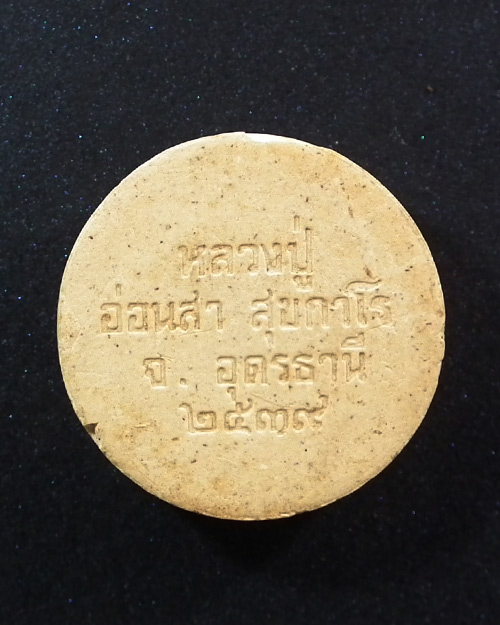 หลวงปู่
อ่อนสา สุขกาโร
จ. อุดรธานี
๒๕๓๙